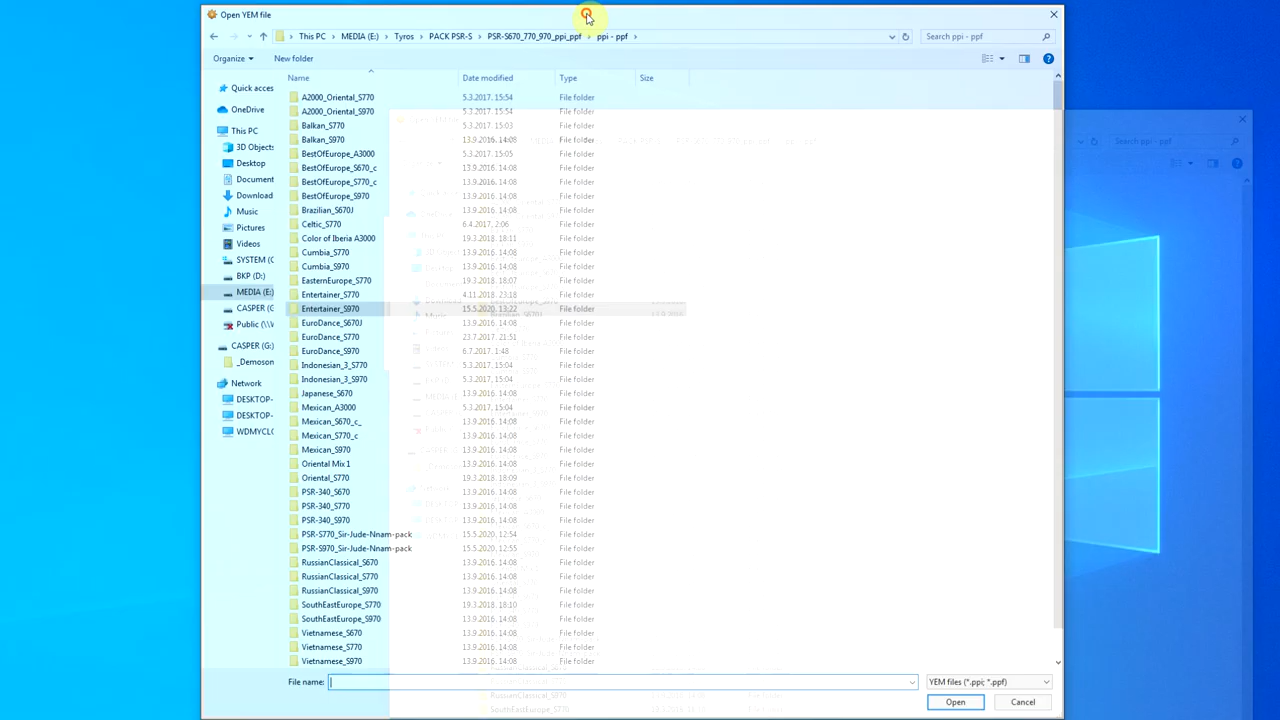 Open YEM file
This PC › MEDIA (E:) › Tyros › PACK PSR-S › PSR-S670_770_970_ppi_ppf › ppi - ppf ›
Search ppi - ppf
Organize
New folder
Name Date modified Type Size
Quick acces
OneDrive
This PC
3D Objects
Desktop
Document
Download
Music
Pictures
Videos
SYSTEM (C
BKP (D:)
MEDIA (E:)
CASPER (G
Public (\\W
CASPER (G:)
_Demoson
Network
DESKTOP-
DESKTOP-
WDMYCLO
A2000_Oriental_S770 5.3.2017. 15:54 File folder
A2000_Oriental_S970 5.3.2017. 15:54 File folder
Balkan_S770 5.3.2017. 15:03 File folder
Balkan_S970 13.9.2016. 14:08 File folder
BestOfEurope_A3000 5.3.2017. 15:05 File folder
BestOfEurope_S670_c 13.9.2016. 14:08 File folder
BestOfEurope_S770_c 13.9.2016. 14:08 File folder
BestOfEurope_S970 13.9.2016. 14:08 File folder
Brazilian_S670J 13.9.2016. 14:08 File folder
Celtic_S770 6.4.2017. 2:06 File folder
Color of Iberia A3000 19.3.2018. 18:11 File folder
Cumbia_S770 13.9.2016. 14:08 File folder
Cumbia_S970 13.9.2016. 14:08 File folder
EasternEurope_S770 19.3.2018. 18:07 File folder
Entertainer_S770 4.11.2018. 23:18 File folder
Entertainer_S970 15.5.2020. 13:22 File folder
EuroDance_S670J 13.9.2016. 14:08 File folder
EuroDance_S770 23.7.2017. 21:51 File folder
EuroDance_S970 6.7.2017. 1:48 File folder
Indonesian_3_S770 5.3.2017. 15:04 File folder
Indonesian_3_S970 5.3.2017. 15:04 File folder
Japanese_S670 13.9.2016. 14:08 File folder
Mexican_A3000 5.3.2017. 15:04 File folder
Mexican_S670_c_ 13.9.2016. 14:08 File folder
Mexican_S770_c 13.9.2016. 14:08 File folder
Mexican_S970 13.9.2016. 14:08 File folder
Oriental Mix 1 13.9.2016. 14:08 File folder
Oriental_S770 19.3.2018. 18:09 File folder
PSR-340_S670 13.9.2016. 14:08 File folder
PSR-340_S770 13.9.2016. 14:08 File folder
PSR-340_S970 13.9.2016. 14:08 File folder
PSR-S770_Sir-Jude-Nnam-pack 15.5.2020. 12:54 File folder
PSR-S970_Sir-Jude-Nnam-pack 15.5.2020. 12:55 File folder
RussianClassical_S670 13.9.2016. 14:08 File folder
RussianClassical_S770 13.9.2016. 14:08 File folder
RussianClassical_S970 13.9.2016. 14:08 File folder
SouthEastEurope_S770 19.3.2018. 18:10 File folder
SouthEastEurope_S970 13.9.2016. 14:08 File folder
Vietnamese_S670 13.9.2016. 14:08 File folder
Vietnamese_S770 13.9.2016. 14:08 File folder
Vietnamese_S970 13.9.2016. 14:08 File folder
File name:
YEM files (*.ppi; *.ppf)
Open
Cancel